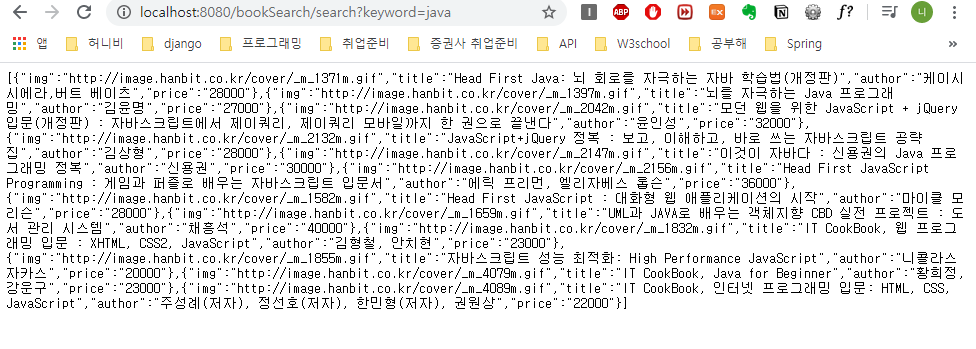 localhost:8080/bookSearch/search?keyword=java
ABP
EX
f?
니
앱 허니비 django 프로그래밍 취업준비 증권사 취업준비 API W3school 공부해 Spring »
[{"img":"http://image.hanbit.co.kr/cover/_m_1371m.gif","title":"Head First Java: 뇌 회로를 자극하는 자바 학습법(개정판)","author":"케이시
시에라,버트 베이츠","price":"28000"},{"img":"http://image.hanbit.co.kr/cover/_m_1397m.gif","title":"뇌를 자극하는 Java 프로그래
밍","author":"김윤명","price":"27000"},{"img":"http://image.hanbit.co.kr/cover/_m_2042m.gif","title":"모던 웹을 위한 JavaScript + jQuery
입문(개정판) : 자바스크립트에서 제이쿼리, 제이쿼리 모바일까지 한 권으로 끝낸다","author":"윤인성","price":"32000"},
{"img":"http://image.hanbit.co.kr/cover/_m_2132m.gif","title":"JavaScript+jQuery 정복 : 보고, 이해하고, 바로 쓰는 자바스크립트 공략
집","author":"김상형","price":"28000"},{"img":"http://image.hanbit.co.kr/cover/_m_2147m.gif","title":"이것이 자바다 : 신용권의 Java 프로
그래밍 정복","author":"신용권","price":"30000"},{"img":"http://image.hanbit.co.kr/cover/_m_2156m.gif","title":"Head First JavaScript
Programming : 게임과 퍼즐로 배우는 자바스크립트 입문서","author":"에릭 프리먼, 엘리자베스 롭슨","price":"36000"},
{"img":"http://image.hanbit.co.kr/cover/_m_1582m.gif","title":"Head First JavaScript : 대화형 웹 애플리케이션의 시작","author":"마이클 모
리슨","price":"28000"},{"img":"http://image.hanbit.co.kr/cover/_m_1659m.gif","title":"UML과 JAVA로 배우는 객체지향 CBD 실전 프로젝트 : 도
서 관리 시스템","author":"채흥석","price":"40000"},{"img":"http://image.hanbit.co.kr/cover/_m_1832m.gif","title":"IT CookBook, 웹 프로그
래밍 입문 : XHTML, CSS2, JavaScript","author":"김형철, 안치현","price":"23000"},
{"img":"http://image.hanbit.co.kr/cover/_m_1855m.gif","title":"자바스크립트 성능 최적화: High Performance JavaScript","author":"니콜라스
자카스","price":"20000"},{"img":"http://image.hanbit.co.kr/cover/_m_4079m.gif","title":"IT CookBook, Java for Beginner","author":"황희정,
강운구","price":"23000"},{"img":"http://image.hanbit.co.kr/cover/_m_4089m.gif","title":"IT CookBook, 인터넷 프로그래밍 입문: HTML, CSS,
JavaScript","author":"주성례(저자), 정선호(저자), 한민형(저자), 권원상","price":"22000"}]